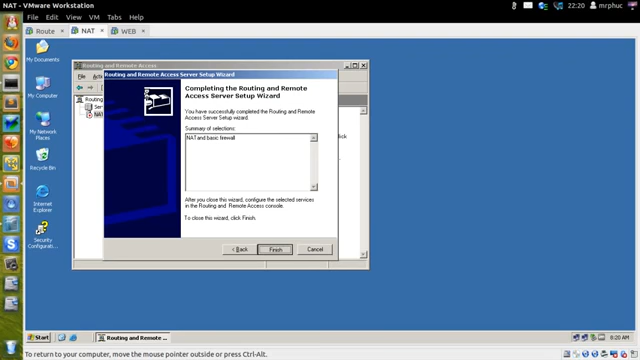 NAT - VMware Workstation
22:20
mrphuc
File Edit View VM Tabs Help
Route
NAT
WEB
My Documents
My Computer
My Network Places
Recycle Bin
Internet Explorer
Security Configurati...
Routing and Remote Access
File
Routing
NAT
Routing and Remote Access Server Setup Wizard
Completing the Routing and Remote
Access Server Setup Wizard
You have successfully completed the Routing and Remote
Access Server Setup wizard.
Summary of selections:
NAT and basic firewall
After you close this wizard, configure the selected services
in the Routing and Remote Access console.
To close this wizard, click Finish.
click
< Back
Finish
Cancel
Start
Routing and Remote ...
9:20 AM
To return to your computer, move the mouse pointer outside or press Ctrl-Alt.